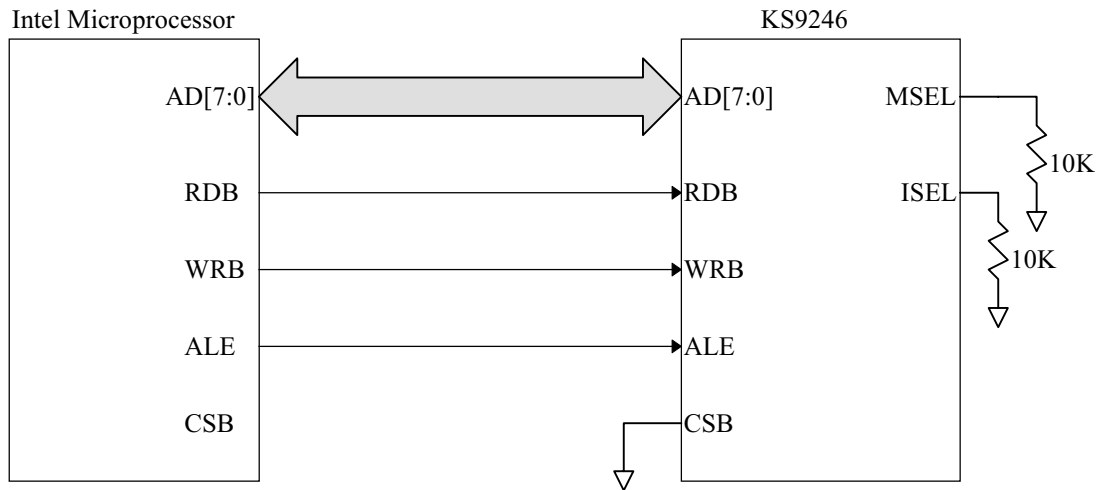 Intel Microprocessor
KS9246
AD[7:0]
AD[7:0]
MSEL
10K
RDB
RDB
ISEL
WRB
WRB
10K
ALE
ALE
CSB
CSB